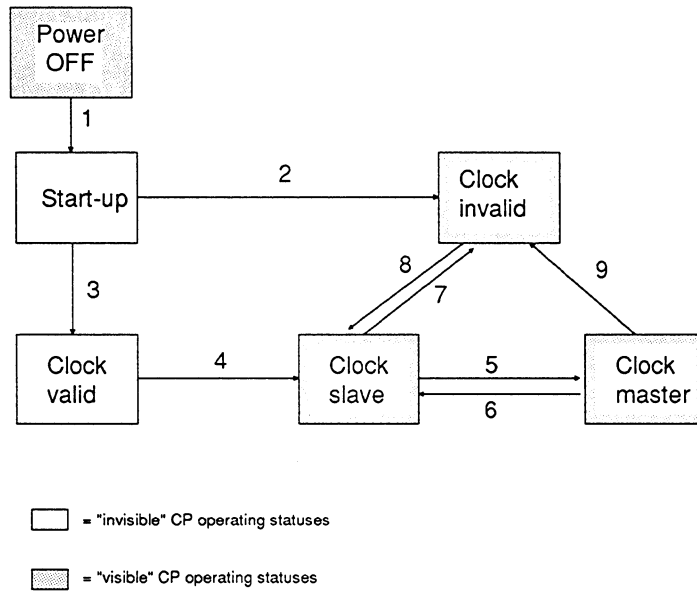 Power
OFF
1
Start-up
2
Clock
invalid
3
8
7
9
Clock
valid
4
Clock
slave
5
6
Clock
master
= "invisible" CP operating statuses
= "visible" CP operating statuses